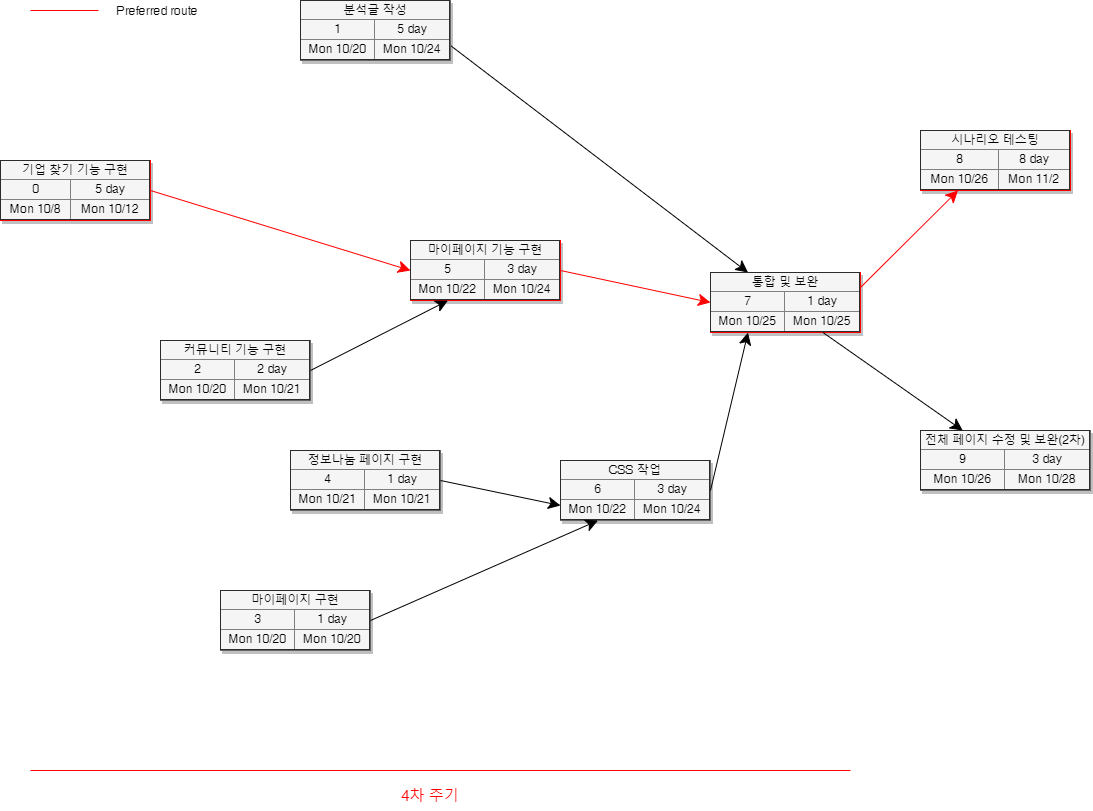 Preferred route
분석글 작성
1 5 day
Mon 10/20 Mon 10/24
시나리오 테스팅
8 8 day
Mon 10/26 Mon 11/2
기업 찾기 기능 구현
0 5 day
Mon 10/8 Mon 10/12
마이페이지 기능 구현
5 3 day
Mon 10/22 Mon 10/24
통합 및 보완
7 1 day
Mon 10/25 Mon 10/25
커뮤니티 기능 구현
2 2 day
Mon 10/20 Mon 10/21
전체 페이지 수정 및 보완(2차)
9 3 day
Mon 10/26 Mon 10/28
정보나눔 페이지 구현
4 1 day
Mon 10/21 Mon 10/21
CSS 작업
6 3 day
Mon 10/22 Mon 10/24
마이페이지 구현
3 1 day
Mon 10/20 Mon 10/20
4차 주기